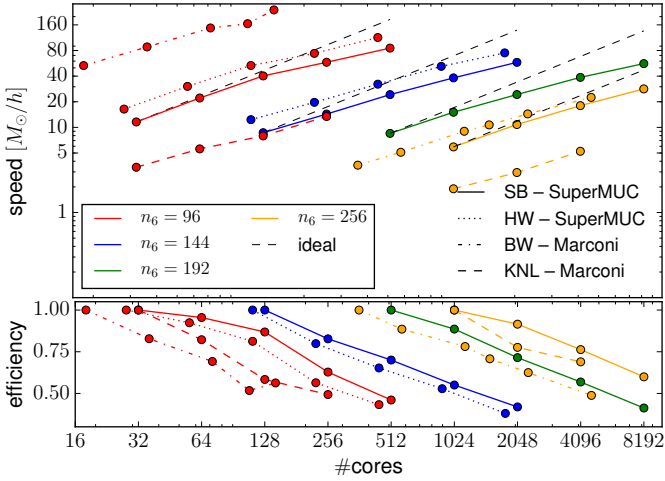 speed [M⊙/h]
160
80
40
20
10
5
1
n₆ = 96
n₆ = 144
n₆ = 192
n₆ = 256
ideal
SB – SuperMUC
HW – SuperMUC
BW – Marconi
KNL – Marconi
efficiency
1.00
0.75
0.50
16 32 64 128 256 512 1024 2048 4096 8192
#cores